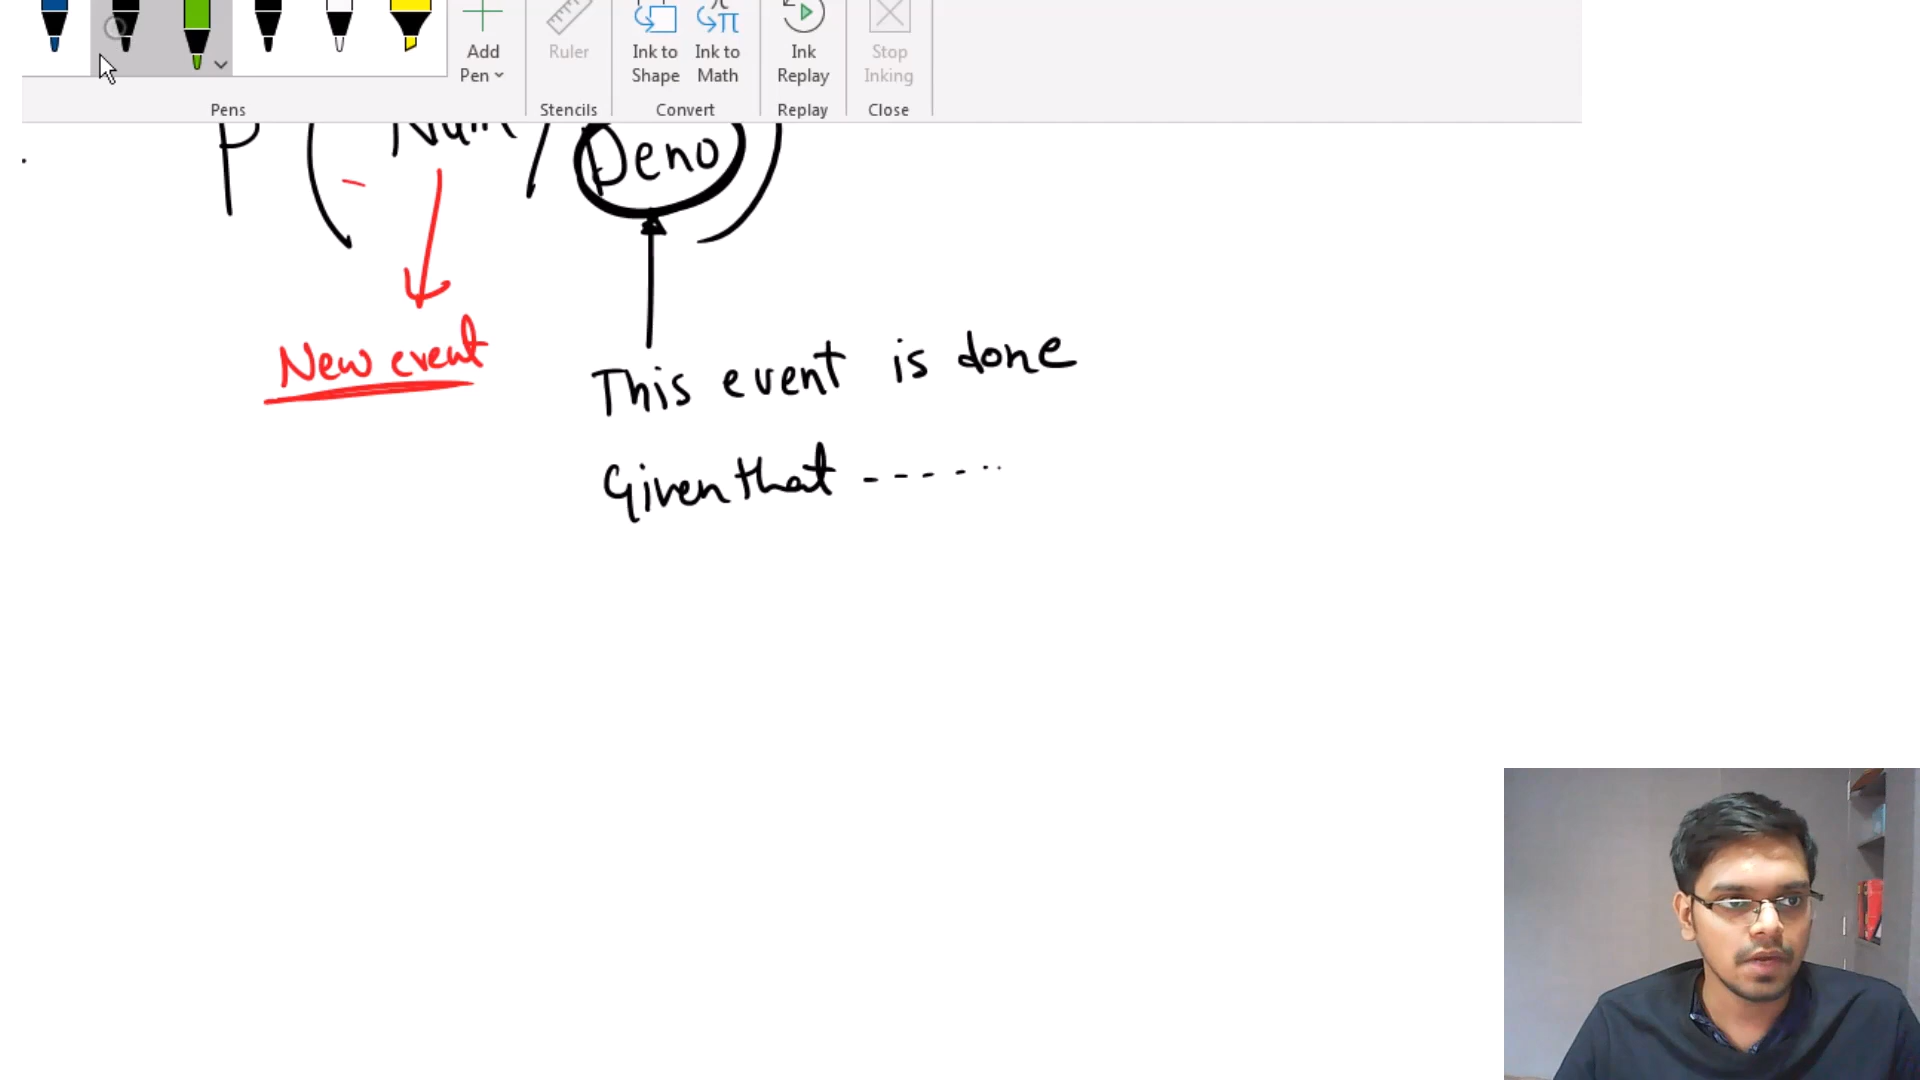 Add Pen
Ruler
Ink to Shape
Ink to Math
Ink Replay
Stop Inking
Pens
Stencils
Convert
Replay
Close
P ( Num / Deno )
New event
This event is done
Given that ------